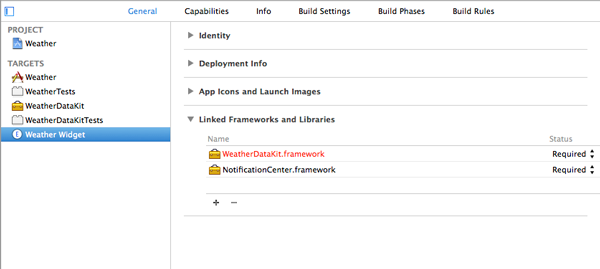 General Capabilities Info Build Settings Build Phases Build Rules
PROJECT
Weather
TARGETS
Weather
WeatherTests
WeatherDataKit
WeatherDataKitTests
Weather Widget
Identity
Deployment Info
App Icons and Launch Images
Linked Frameworks and Libraries
Name Status
WeatherDataKit.framework Required
NotificationCenter.framework Required
+ −